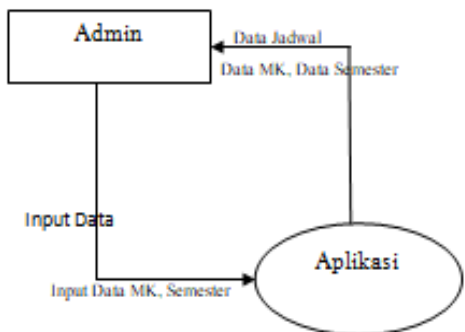 Admin
Data Jadwal
Data MK, Data Semester
Input Data
Aplikasi
Input Data MK, Semester